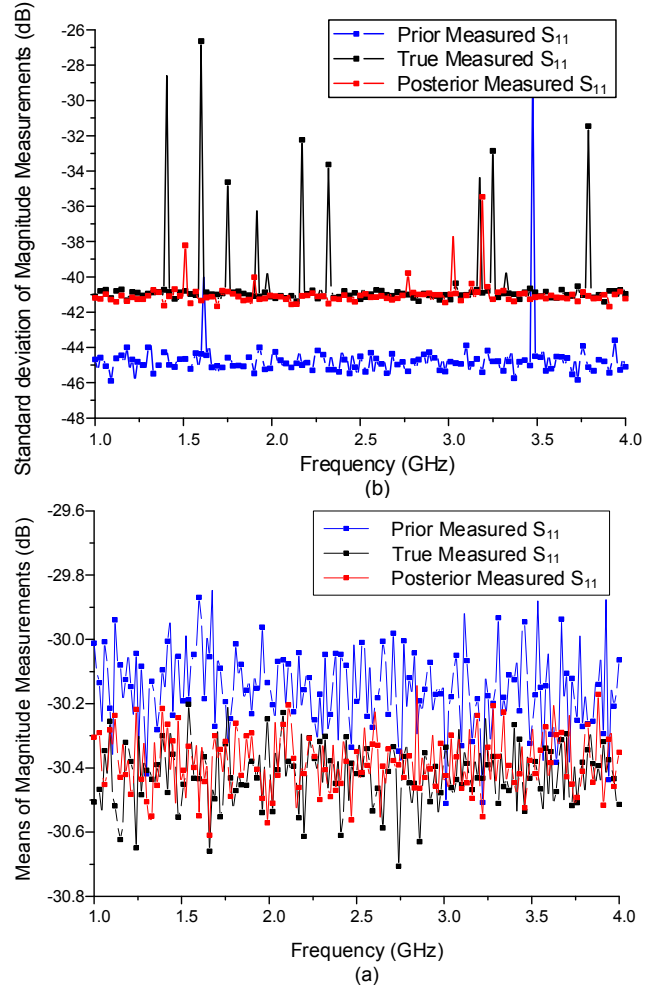 Standard deviation of Magnitude Measurements (dB)
-26
-28
-30
-32
-34
-36
-38
-40
-42
-44
-46
-48
Prior Measured S₁₁
True Measured S₁₁
Posterior Measured S₁₁
1.0 1.5 2.0 2.5 3.0 3.5 4.0
Frequency (GHz)
(b)
Means of Magnitude Measurements (dB)
-29.6
-29.8
-30.0
-30.2
-30.4
-30.6
-30.8
Prior Measured S₁₁
True Measured S₁₁
Posterior Measured S₁₁
1.0 1.5 2.0 2.5 3.0 3.5 4.0
Frequency (GHz)
(a)